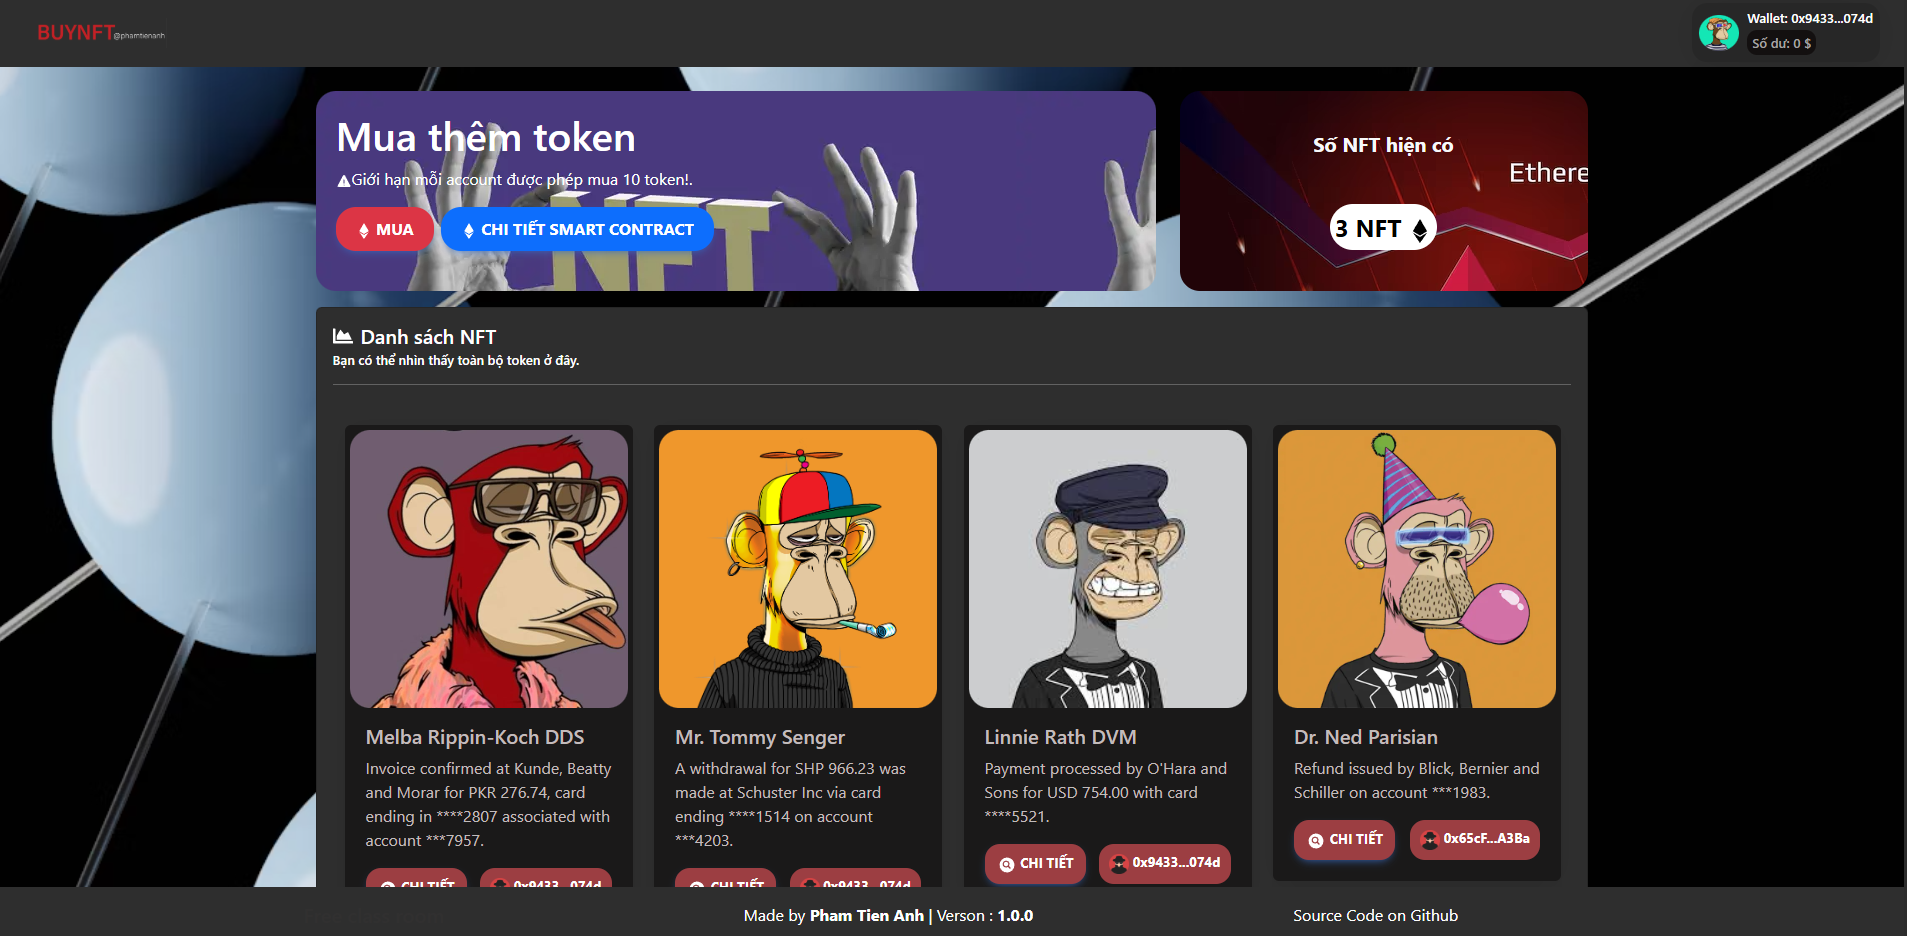 BUYNFT@phamtienanh
Wallet: 0x9433...074d
Số dư: 0 $
Mua thêm token
Giới hạn mỗi account được phép mua 10 token!.
MUA
CHI TIẾT SMART CONTRACT
NFT
Số NFT hiện có
Ethere
3 NFT
Danh sách NFT
Bạn có thể nhìn thấy toàn bộ token ở đây.
Melba Rippin-Koch DDS
Invoice confirmed at Kunde, Beatty
and Morar for PKR 276.74, card
ending in ****2807 associated with
account ***7957.
CHI TIẾT
0x9433...074d
Mr. Tommy Senger
A withdrawal for SHP 966.23 was
made at Schuster Inc via card
ending ****1514 on account
***4203.
CHI TIẾT
0x9433...074d
Linnie Rath DVM
Payment processed by O'Hara and
Sons for USD 754.00 with card
****5521.
CHI TIẾT
0x9433...074d
Dr. Ned Parisian
Refund issued by Blick, Bernier and
Schiller on account ***1983.
CHI TIẾT
0x65cF...A3Ba
Made by Pham Tien Anh | Verson : 1.0.0
Source Code on Github